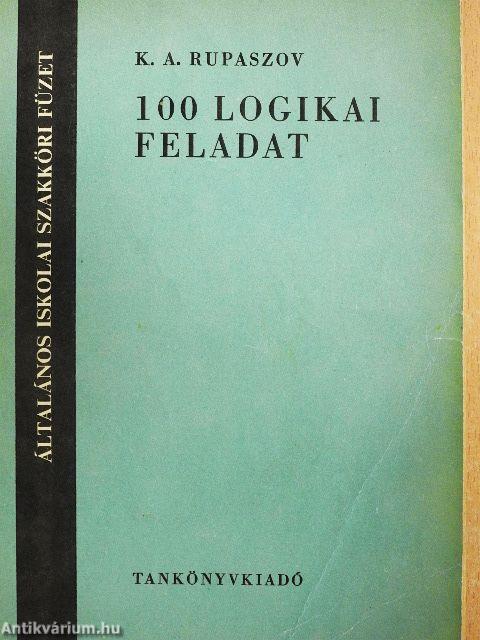 K. A. RUPASZOV
100 LOGIKAI
FELADAT
ÁLTALÁNOS ISKOLAI SZAKKÖRI FÜZET
TANKÖNYVKIADÓ
Antikvárium.hu